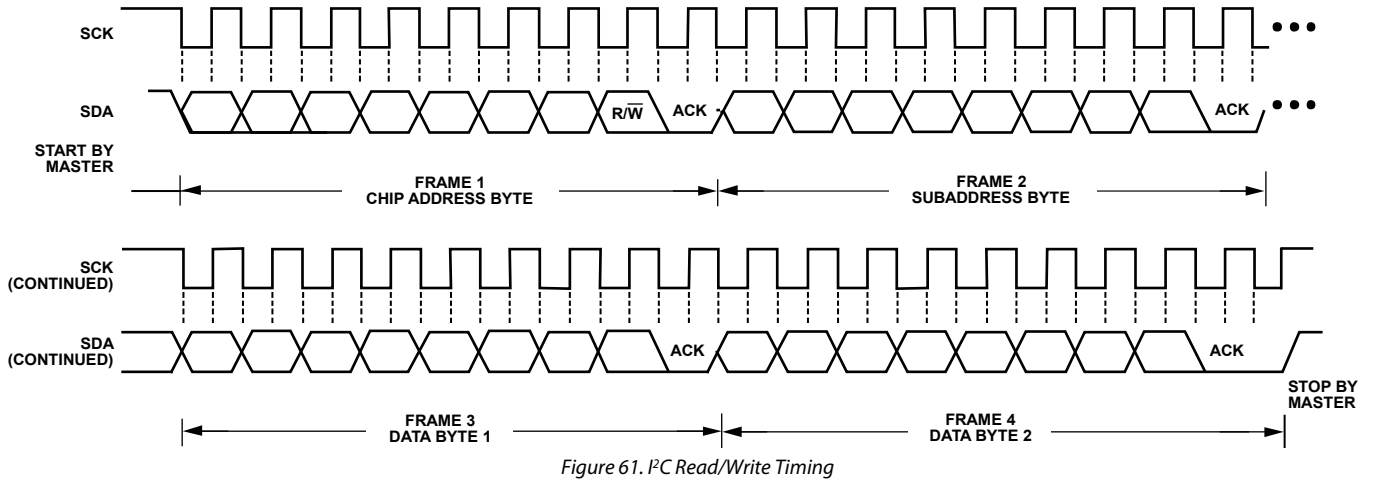 SCK
SDA
R/W̅
ACK
ACK
START BY
MASTER
FRAME 1
CHIP ADDRESS BYTE
FRAME 2
SUBADDRESS BYTE
SCK
(CONTINUED)
SDA
(CONTINUED)
ACK
ACK
STOP BY
MASTER
FRAME 3
DATA BYTE 1
FRAME 4
DATA BYTE 2
Figure 61. I²C Read/Write Timing